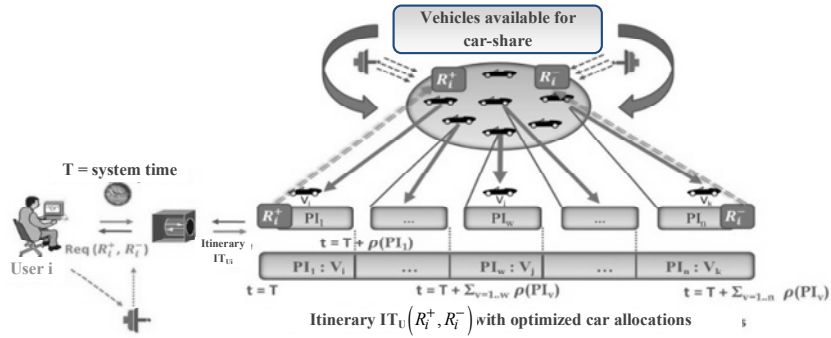 Vehicles available for
car-share
R_i^+
R_i^-
T = system time
V_i
V_j
V_k
R_i^+
PI_1
...
PI_w
...
PI_n
R_i^-
Req (R_i^+, R_i^-)
Itinerary
IT_Ui
User i
t = T + ρ(PI_1)
PI_1 : V_i
...
PI_w : V_j
...
PI_n : V_k
t = T
t = T + Σ_{v=1..w} ρ(PI_v)
t = T + Σ_{v=1..n} ρ(PI_v)
Itinerary IT_U(R_i^+, R_i^-) with optimized car allocations
s